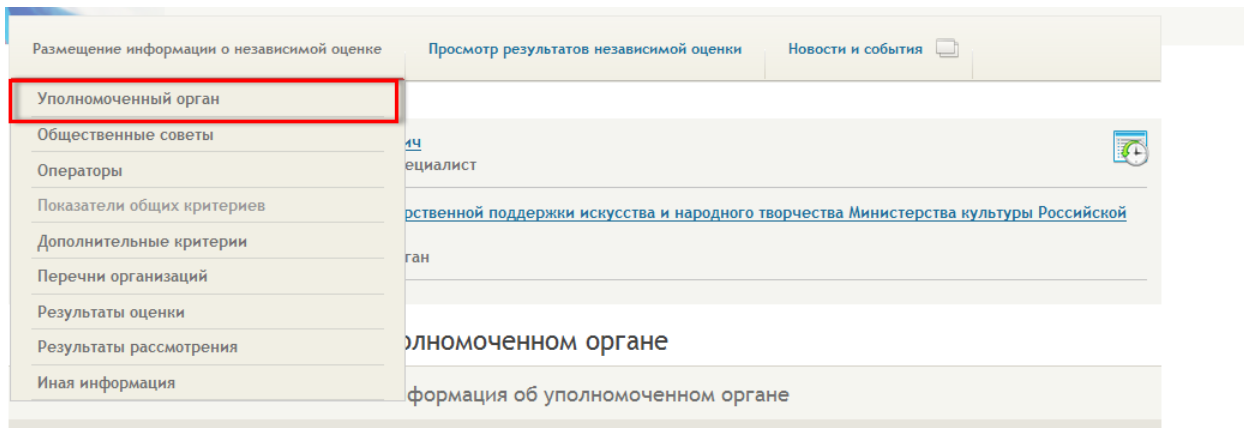 Размещение информации о независимой оценке Просмотр результатов независимой оценки Новости и события
Уполномоченный орган
Общественные советы
ич
Операторы
ециалист
Показатели общих критериев
рственной поддержки искусства и народного творчества Министерства культуры Российской
Дополнительные критерии
ган
Перечни организаций
Результаты оценки
Результаты рассмотрения
олномоченном органе
Иная информация
формация об уполномоченном органе